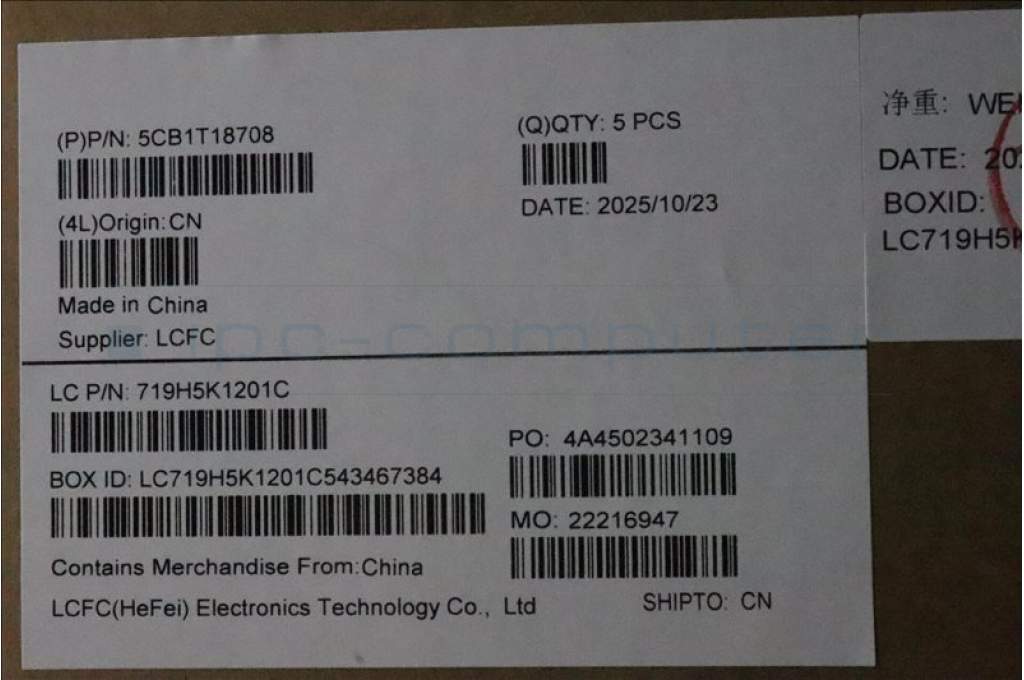 (P)P/N: 5CB1T18708
(Q)QTY: 5 PCS
DATE: 2025/10/23
(4L)Origin:CN
Made in China
Supplier: LCFC
LC P/N: 719H5K1201C
PO: 4A4502341109
BOX ID: LC719H5K1201C543467384
MO: 22216947
Contains Merchandise From:China
LCFC(HeFei) Electronics Technology Co., Ltd
SHIPTO: CN
净重:
DATE:
BOXID:
LC719H5